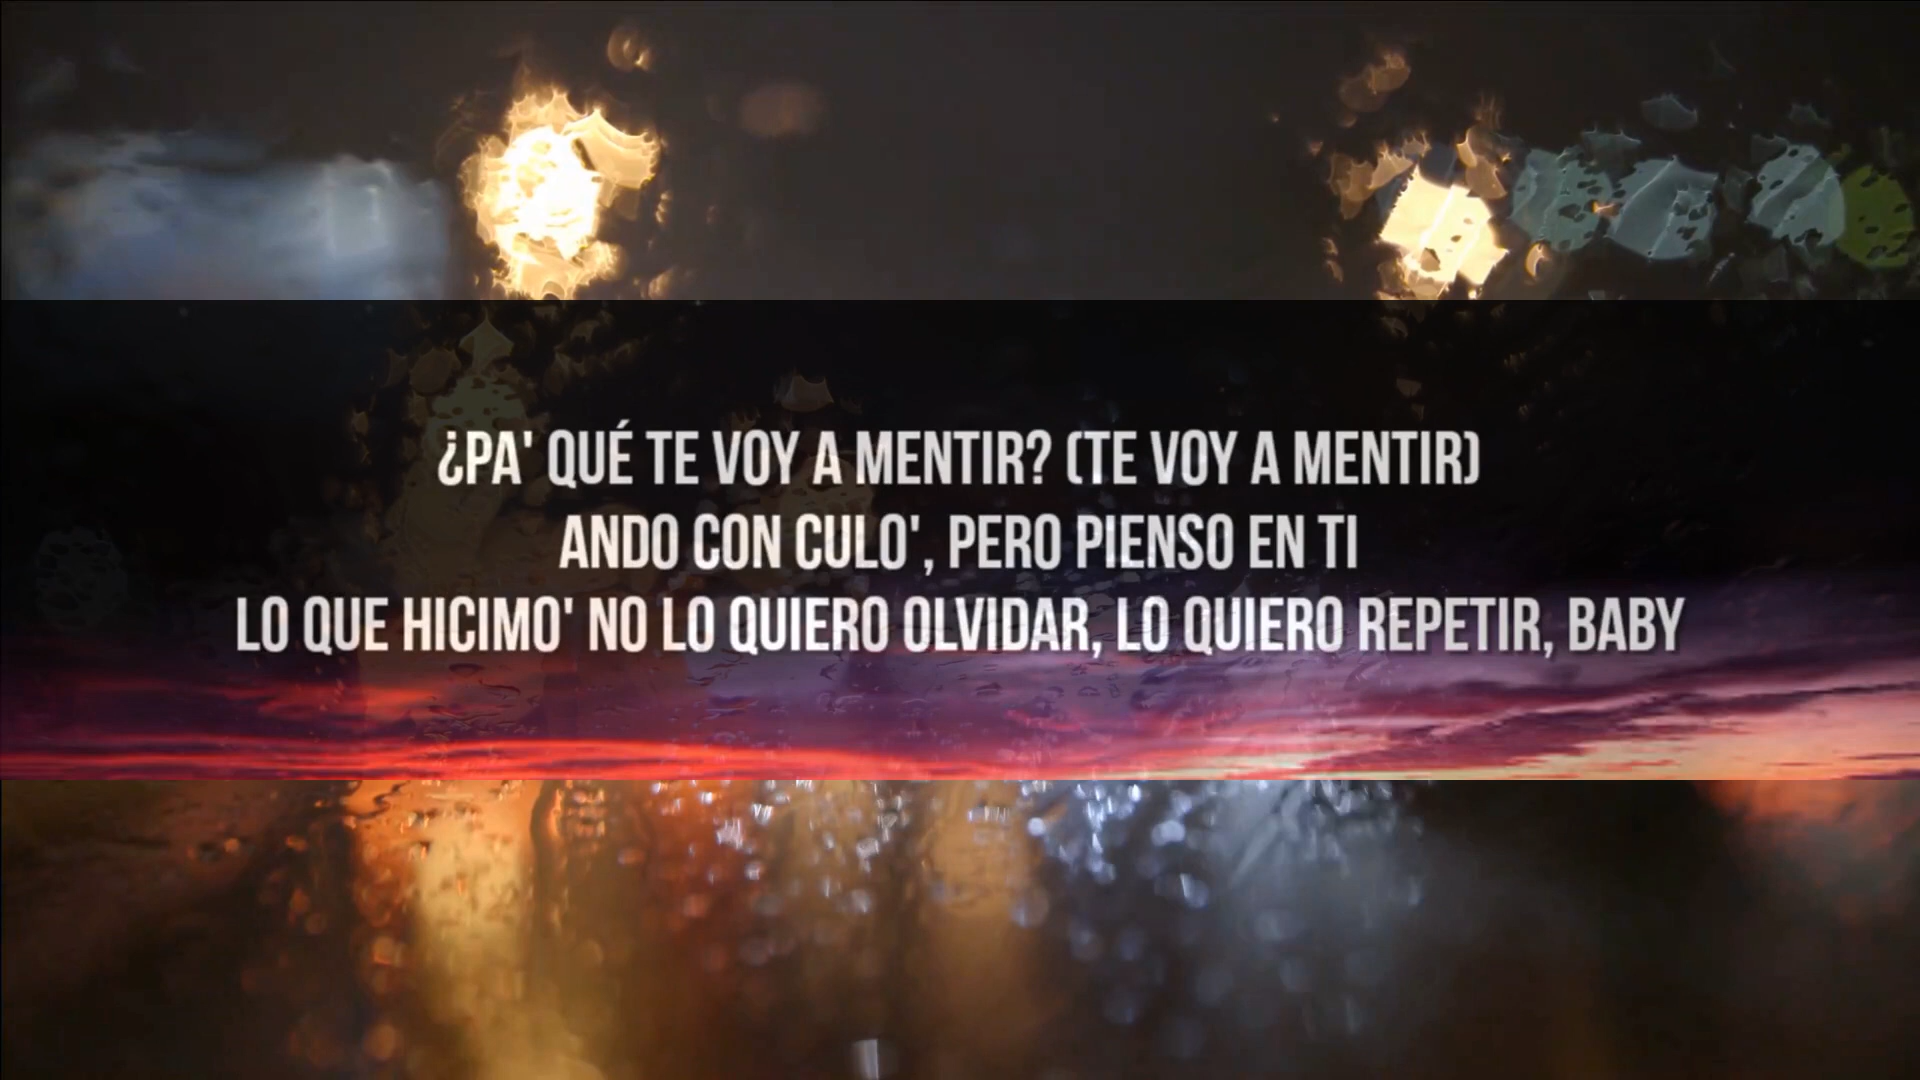 ¿PA' QUÉ TE VOY A MENTIR? (TE VOY A MENTIR)
ANDO CON CULO', PERO PIENSO EN TI
LO QUE HICIMO' NO LO QUIERO OLVIDAR, LO QUIERO REPETIR, BABY